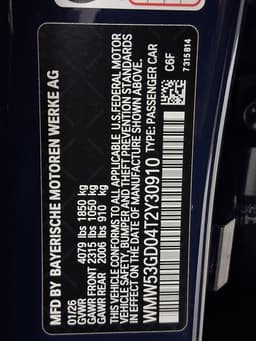 MFD BY BAYERISCHE MOTOREN WERKE AG
01/26
GVWR 4079 lbs 1850 kg
GAWR FRONT 2315 lbs 1050 kg
GAWR REAR 2006 lbs 910 kg
THIS VEHICLE CONFORMS TO ALL APPLICABLE U.S.FEDERAL MOTOR
VEHICLE SAFETY, BUMPER AND THEFT PREVENTION STANDARDS
IN EFFECT ON THE DATE OF MANUFACTURE SHOWN ABOVE.
WMW53GD04T2Y30910 TYPE: PASSENGER CAR
C6F
7315814